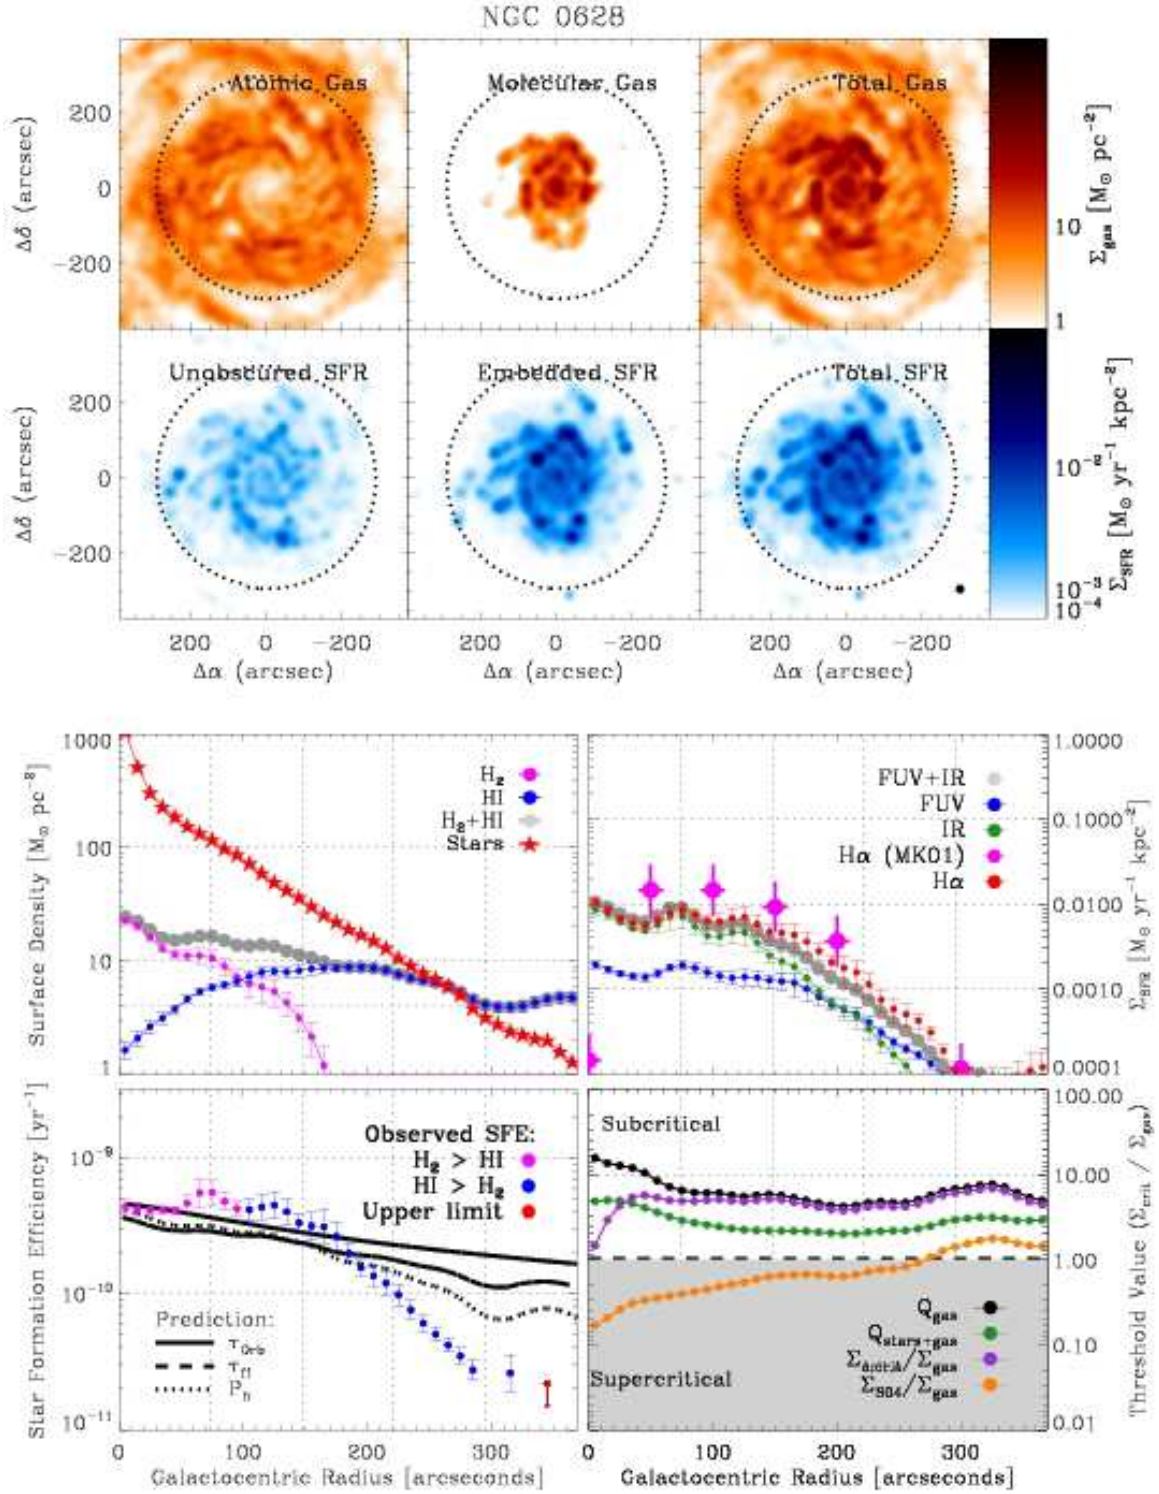 NGC 0628
Atomic Gas
Molecular Gas
Total Gas
200
0
-200
Δδ (arcsec)
10
1
Σgas [M⊙ pc⁻²]
Unobscured SFR
Embedded SFR
Total SFR
200
0
-200
Δδ (arcsec)
10⁻²
10⁻³
10⁻⁴
ΣSFR [M⊙ yr⁻¹ kpc⁻²]
200 0 -200
200 0 -200
200 0 -200
Δα (arcsec)
Δα (arcsec)
Δα (arcsec)
1000
100
10
1
Surface Density [M⊙ pc⁻²]
H₂
HI
H₂+HI
Stars
FUV+IR
FUV
IR
Hα (MK01)
Hα
1.0000
0.1000
0.0100
0.0010
0.0001
ΣSFR [M⊙ yr⁻¹ kpc⁻²]
Star Formation Efficiency [yr⁻¹]
10⁻⁹
10⁻¹⁰
10⁻¹¹
Observed SFE:
H₂ > HI
HI > H₂
Upper limit
Prediction:
τOrb
τff
Ph
0 100 200 300
Galactocentric Radius [arcseconds]
Subcritical
Supercritical
Qgas
Qstars+gas
/Σgas
ΣS04/Σgas
100.00
10.00
1.00
0.10
0.01
Threshold Value (Σcrit / Σgas)
0 100 200 300
Galactocentric Radius [arcseconds]